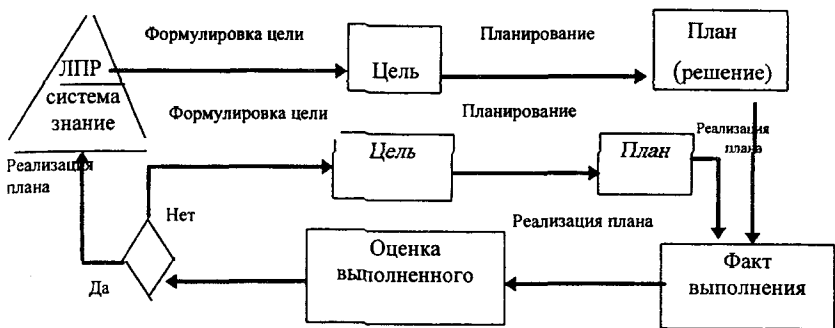 Формулировка цели
Планирование
План
(решение)
ЛПР
Цель
система
знание
Формулировка цели
Планирование
Реализация
плана
Цель
План
Реализация
плана
Нет
Реализация плана
Оценка
выполненного
Факт
выполнения
Да